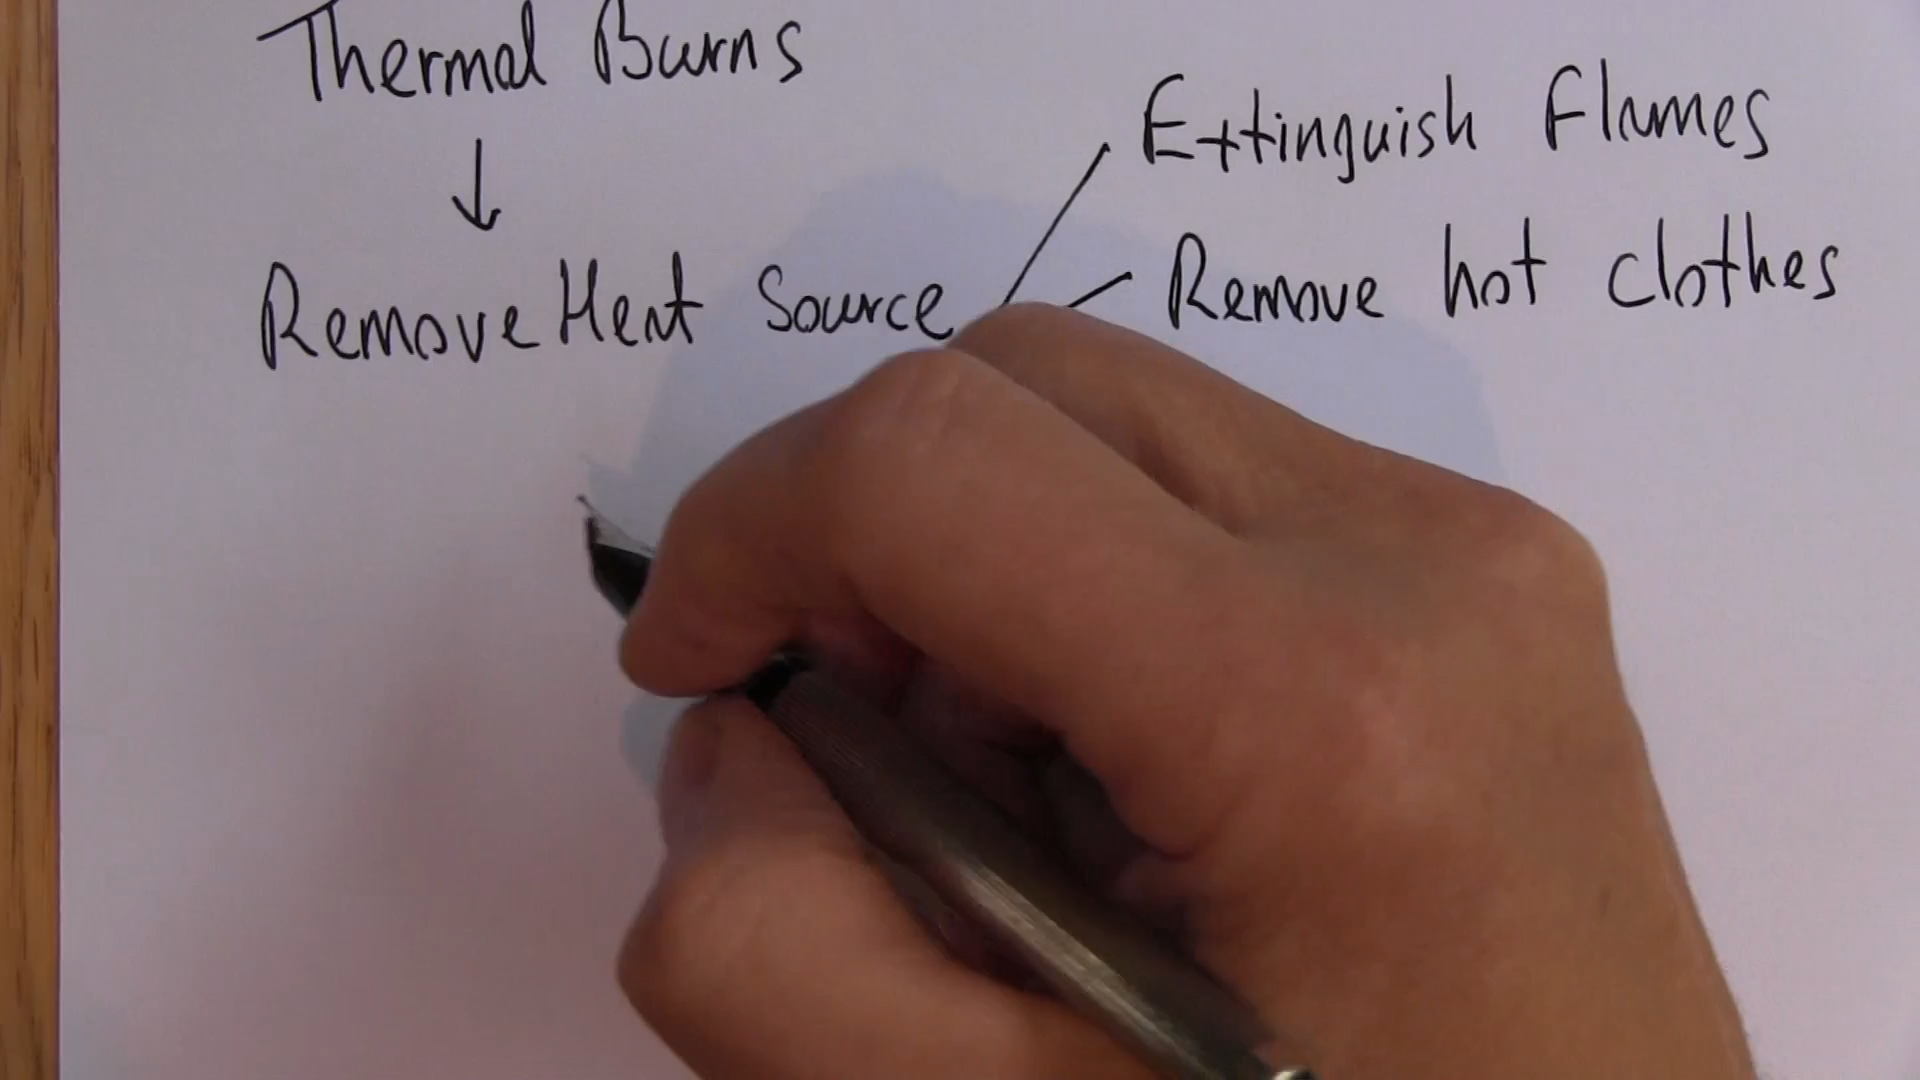 Thermal Burns
Extinguish Flames
Remove Heat Source
Remove hot clothes